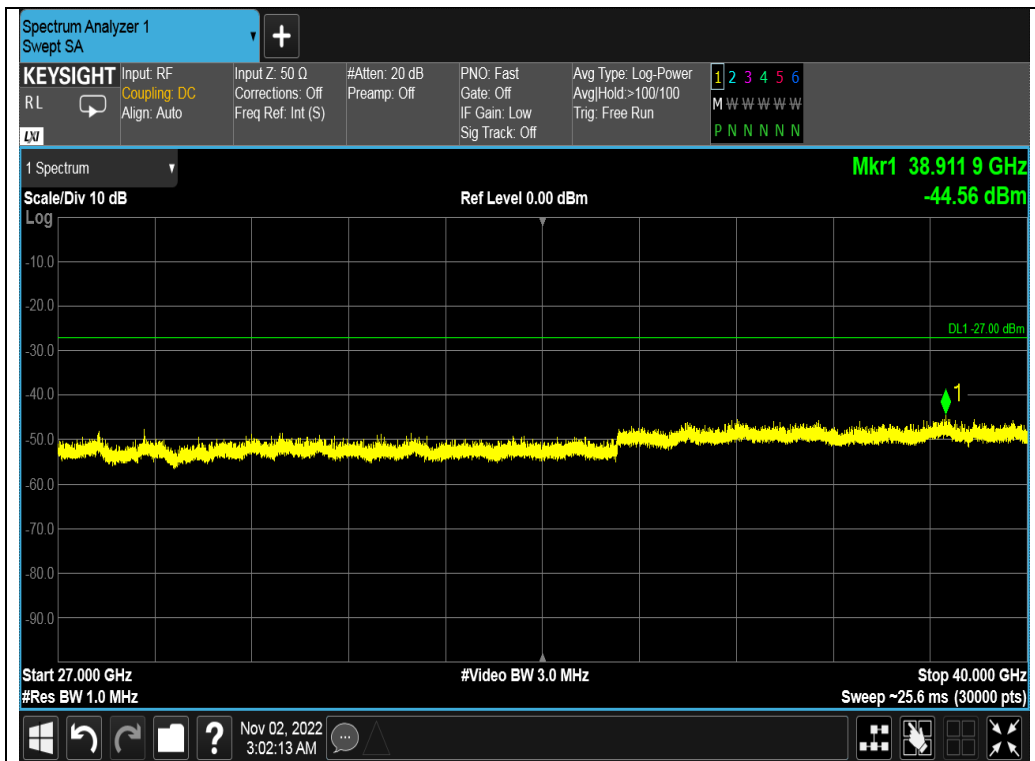 Spectrum Analyzer 1
Swept SA
KEYSIGHT
RL
LXI
Input: RF
Coupling: DC
Align: Auto
Input Z: 50 Ω
Corrections: Off
Freq Ref: Int (S)
#Atten: 20 dB
Preamp: Off
PNO: Fast
Gate: Off
IF Gain: Low
Sig Track: Off
Avg Type: Log-Power
Avg|Hold:>100/100
Trig: Free Run
1 2 3 4 5 6
M W W W W W
P N N N N N
1 Spectrum
Mkr1 38.911 9 GHz
Scale/Div 10 dB
Ref Level 0.00 dBm
-44.56 dBm
Log
-10.0
-20.0
DL1 -27.00 dBm
-30.0
-40.0
1
-50.0
-60.0
-70.0
-80.0
-90.0
Start 27.000 GHz
#Video BW 3.0 MHz
Stop 40.000 GHz
#Res BW 1.0 MHz
Sweep ~25.6 ms (30000 pts)
?
Nov 02, 2022
3:02:13 AM